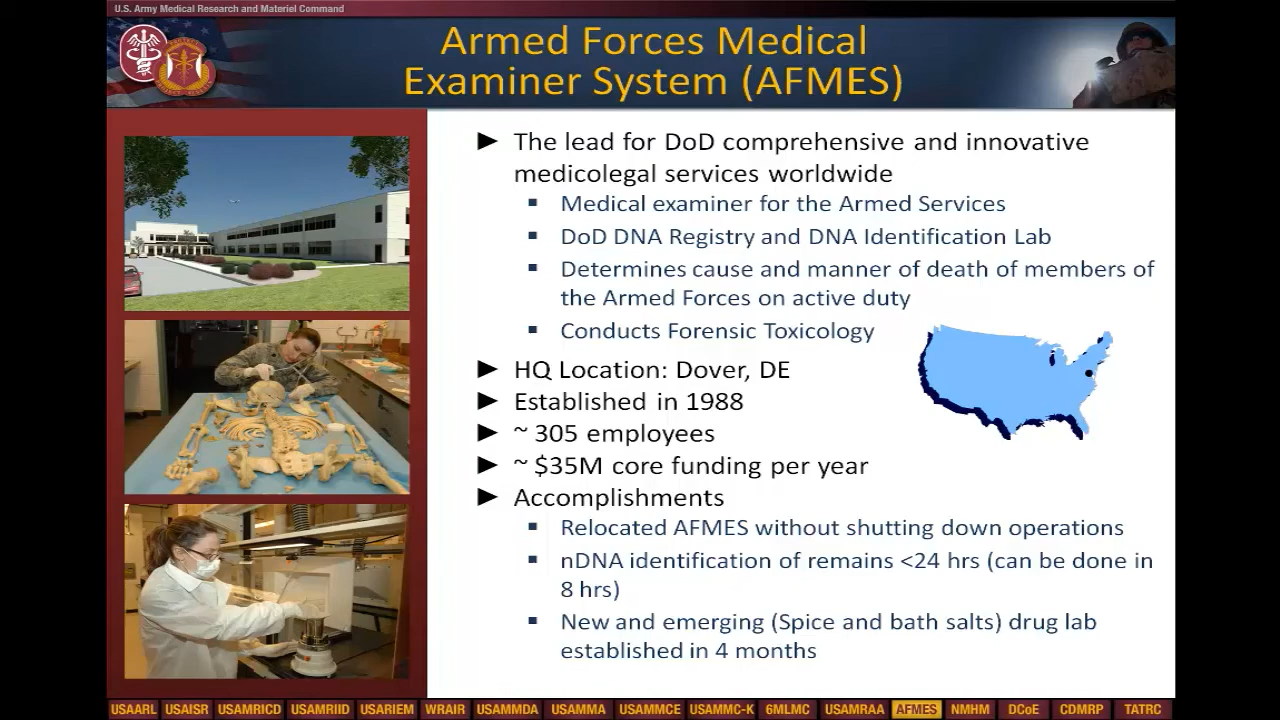 U.S. Army Medical Research and Materiel Command
Armed Forces Medical
Examiner System (AFMES)
► The lead for DoD comprehensive and innovative
medicolegal services worldwide
▪ Medical examiner for the Armed Services
▪ DoD DNA Registry and DNA Identification Lab
▪ Determines cause and manner of death of members of
the Armed Forces on active duty
▪ Conducts Forensic Toxicology
► HQ Location: Dover, DE
► Established in 1988
► ~ 305 employees
► ~ $35M core funding per year
► Accomplishments
▪ Relocated AFMES without shutting down operations
▪ nDNA identification of remains <24 hrs (can be done in
8 hrs)
▪ New and emerging (Spice and bath salts) drug lab
established in 4 months
USAARL USAISR USAMRICD USAMRIID USARIEM WRAIR USAMMDA USAMMA USAMMCE USAMMC-K 6MLMC USAMRAA AFMES NMHM DCoE CDMRP TATRC